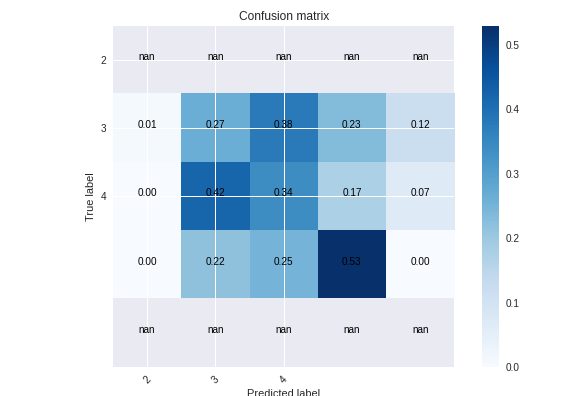 Confusion matrix
2 nan nan nan nan nan
3 0.01 0.27 0.38 0.23 0.12
4 0.00 0.42 0.34 0.17 0.07
0.00 0.22 0.25 0.53 0.00
nan nan nan nan nan
True label
2 3 4
Predicted label
0.5
0.4
0.3
0.2
0.1
0.0